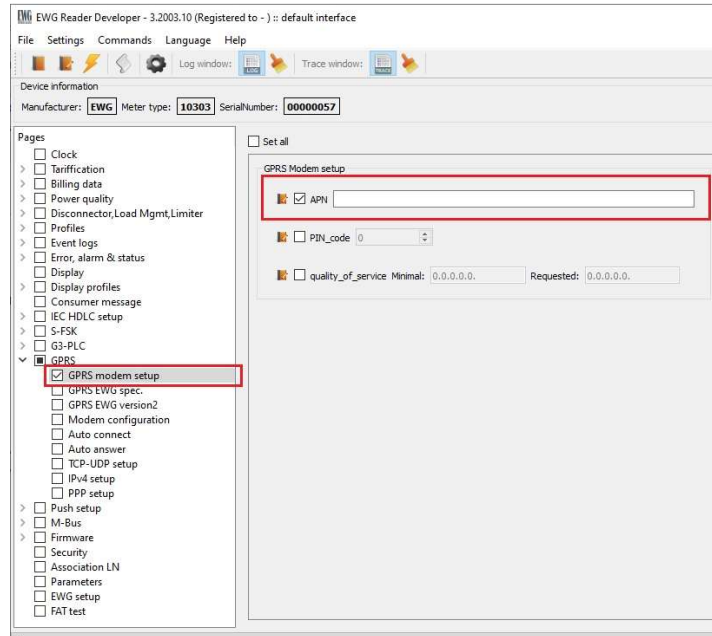 EWG Reader Developer - 3.2003.10 (Registered to - ) :: default interface
File Settings Commands Language Help
Log window: LOG Trace window: TRACE
Device information
Manufacturer: EWG Meter type: 10303 SerialNumber: 00000057
Pages
Clock
Tariffication
Billing data
Power quality
Disconnector,Load Mgmt,Limiter
Profiles
Event logs
Error, alarm & status
Display
Display profiles
Consumer message
IEC HDLC setup
S-FSK
G3-PLC
GPRS
GPRS modem setup
GPRS EWG spec.
GPRS EWG version2
Modem configuration
Auto connect
Auto answer
TCP-UDP setup
IPv4 setup
PPP setup
Push setup
M-Bus
Firmware
Security
Association LN
Parameters
EWG setup
FAT test
Set all
GPRS Modem setup
APN
PIN_code 0
quality_of_service Minimal: 0.0.0.0.0. Requested: 0.0.0.0.0.